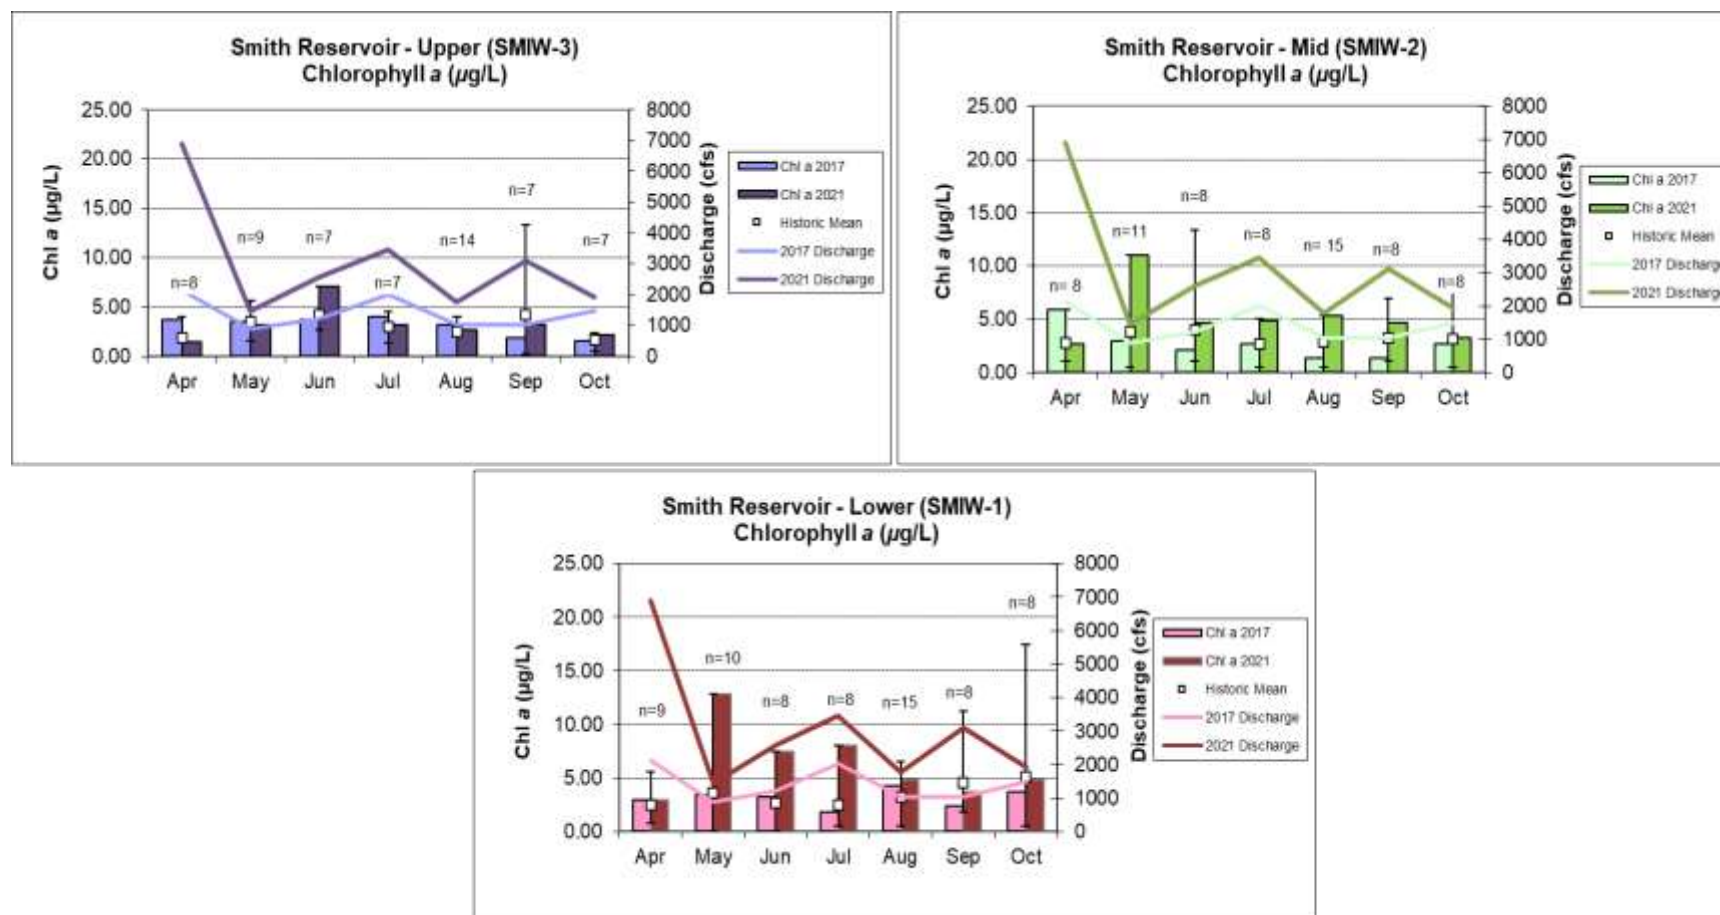 Smith Reservoir - Upper (SMIW-3)
Chlorophyll a (µg/L)
25.00
20.00
15.00
10.00
5.00
0.00
Chl a (µg/L)
8000
7000
6000
5000
4000
3000
2000
1000
0
Discharge (cfs)
n=8
n=9
n=7
n=7
n=14
n=7
n=7
Apr May Jun Jul Aug Sep Oct
Chl a 2017
Chl a 2021
Historic Mean
2017 Discharge
2021 Discharge
Smith Reservoir - Mid (SMIW-2)
Chlorophyll a (µg/L)
25.00
20.00
15.00
10.00
5.00
0.00
Chl a (µg/L)
8000
7000
6000
5000
4000
3000
2000
1000
0
Discharge (cfs)
n= 8
n=11
n=8
n=8
n= 15
n=8
n=8
Apr May Jun Jul Aug Sep Oct
Chl a 2017
Chl a 2021
Historic Mean
2017 Discharge
2021 Discharge
Smith Reservoir - Lower (SMIW-1)
Chlorophyll a (µg/L)
25.00
20.00
15.00
10.00
5.00
0.00
Chl a (µg/L)
8000
7000
6000
5000
4000
3000
2000
1000
0
Discharge (cfs)
n=9
n=10
n=8
n=8
n=15
n=8
n=8
Apr May Jun Jul Aug Sep Oct
Chl a 2017
Chl a 2021
Historic Mean
2017 Discharge
2021 Discharge